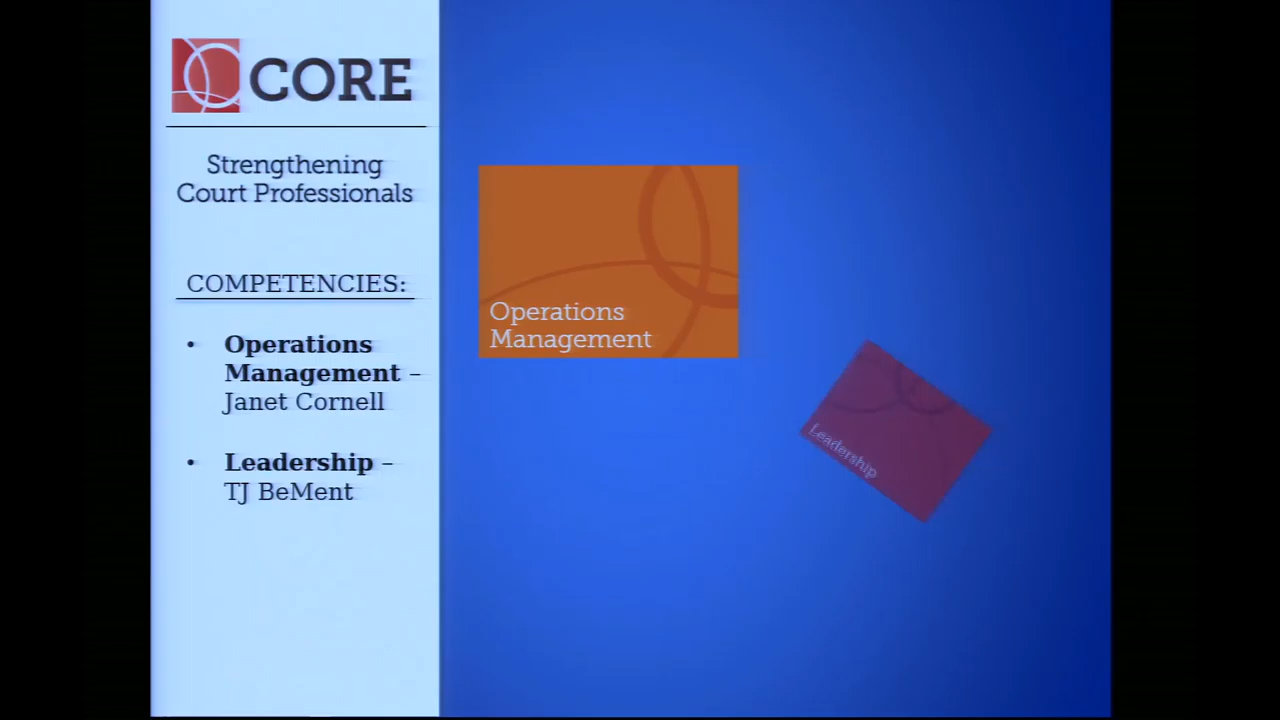 CORE
Strengthening
Court Professionals
COMPETENCIES:
• Operations
Management –
Janet Cornell
• Leadership –
TJ BeMent
Operations
Management
Leadership